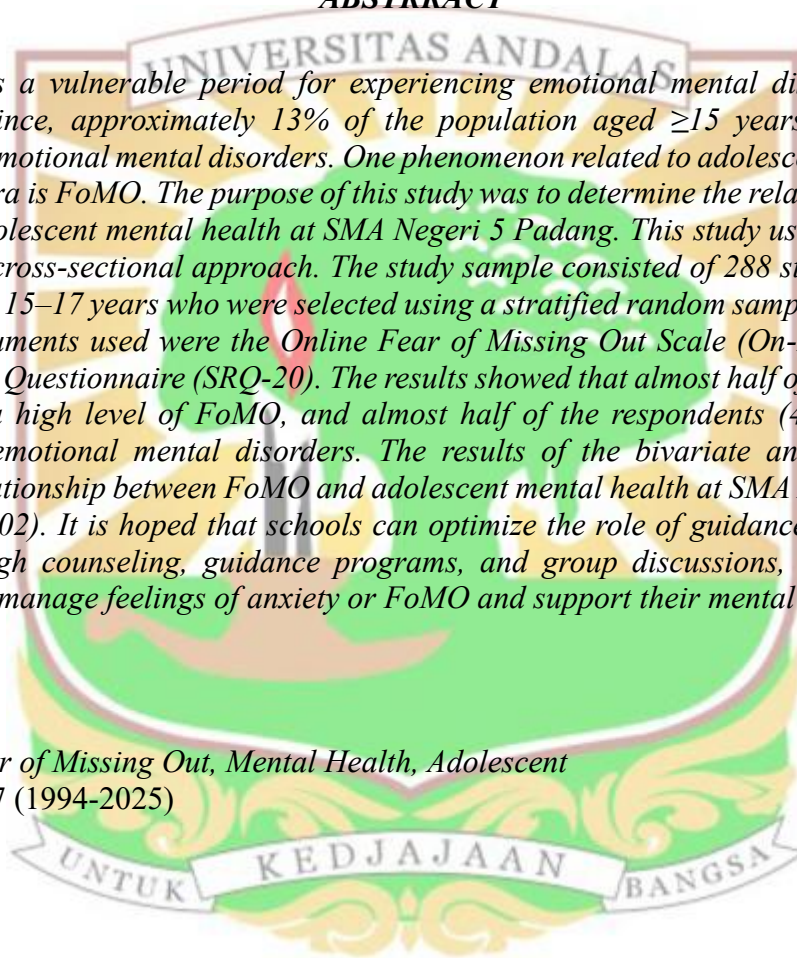 ABSTRACT
UNIVERSITAS ANDALAS
s a vulnerable period for experiencing emotional mental di
ince, approximately 13% of the population aged ≥15 years
motional mental disorders. One phenomenon related to adolesc
ra is FoMO. The purpose of this study was to determine the rela
olescent mental health at SMA Negeri 5 Padang. This study us
cross-sectional approach. The study sample consisted of 288 s
15–17 years who were selected using a stratified random samp
uments used were the Online Fear of Missing Out Scale (On-
Questionnaire (SRQ-20). The results showed that almost half o
a high level of FoMO, and almost half of the respondents (4
emotional mental disorders. The results of the bivariate an
ationship between FoMO and adolescent mental health at SMA
02). It is hoped that schools can optimize the role of guidance
gh counseling, guidance programs, and group discussions,
manage feelings of anxiety or FoMO and support their mental
r of Missing Out, Mental Health, Adolescent
7 (1994-2025)
UNTUK KEDJAJAAN BANGSA